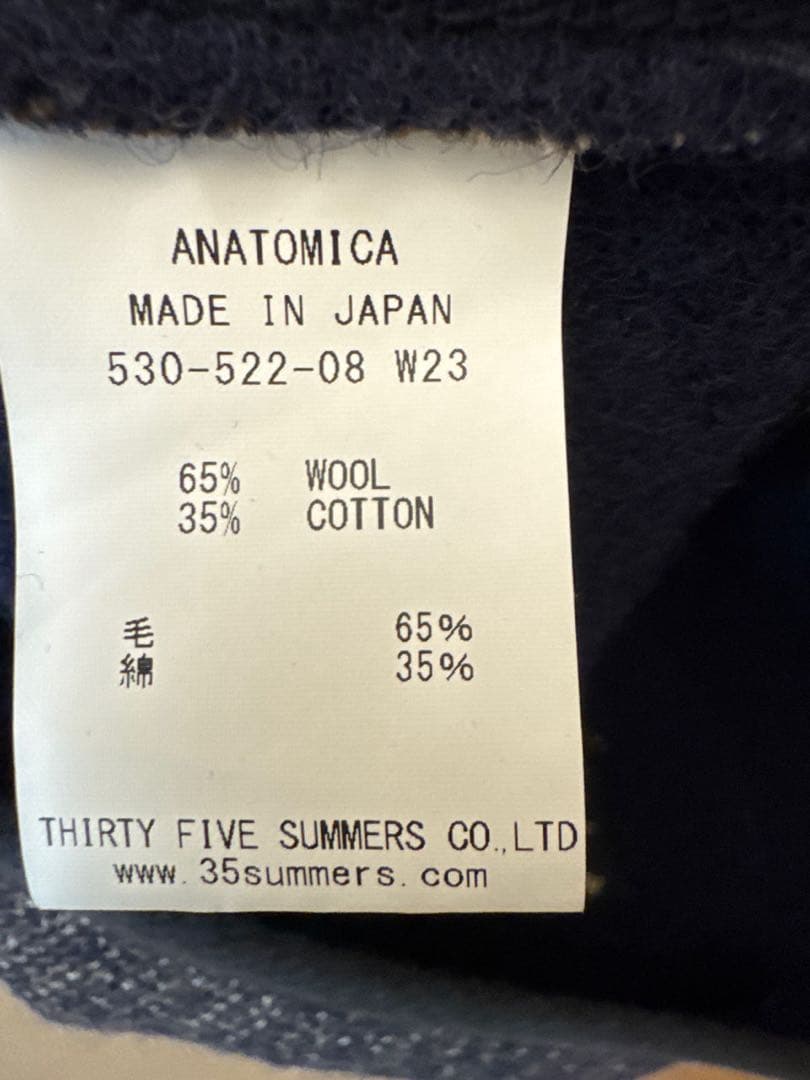 ANATOMICA
MADE IN JAPAN
530-522-08 W23
65% WOOL
35% COTTON
毛 65%
綿 35%
THIRTY FIVE SUMMERS CO.,LTD
www.35summers.com